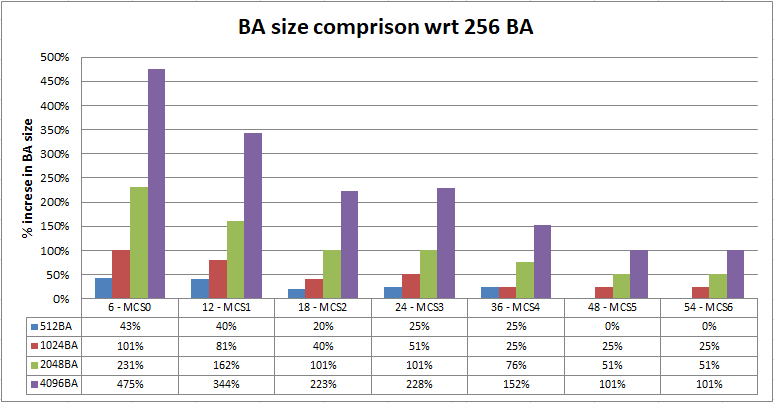 BA size comprison wrt 256 BA
% increse in BA size
500%
450%
400%
350%
300%
250%
200%
150%
100%
50%
0%
6 - MCS0 12 - MCS1 18 - MCS2 24 - MCS3 36 - MCS4 48 - MCS5 54 - MCS6
512BA 43% 40% 20% 25% 25% 0% 0%
1024BA 101% 81% 40% 51% 25% 25% 25%
2048BA 231% 162% 101% 101% 76% 51% 51%
4096BA 475% 344% 223% 228% 152% 101% 101%